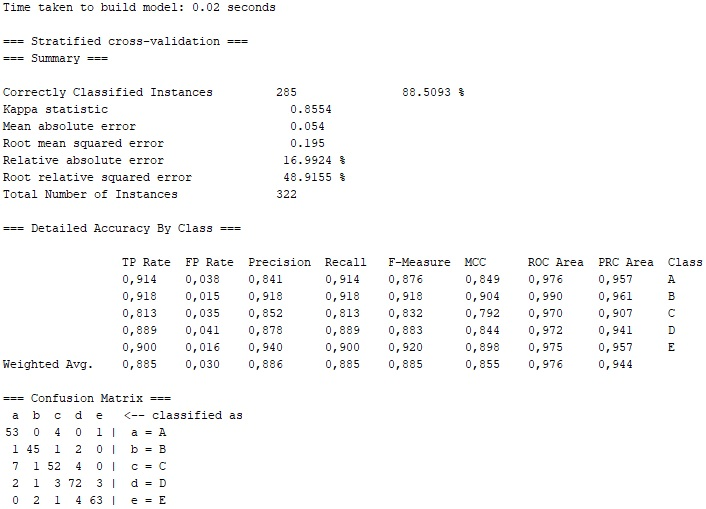 Time taken to build model: 0.02 seconds
=== Stratified cross-validation ===
=== Summary ===
Correctly Classified Instances 285 88.5093 %
Kappa statistic 0.8554
Mean absolute error 0.054
Root mean squared error 0.195
Relative absolute error 16.9924 %
Root relative squared error 48.9155 %
Total Number of Instances 322
=== Detailed Accuracy By Class ===
TP Rate FP Rate Precision Recall F-Measure MCC ROC Area PRC Area Class
0,914 0,038 0,841 0,914 0,876 0,849 0,976 0,957 A
0,918 0,015 0,918 0,918 0,918 0,904 0,990 0,961 B
0,813 0,035 0,852 0,813 0,832 0,792 0,970 0,907 C
0,889 0,041 0,878 0,889 0,883 0,844 0,972 0,941 D
0,900 0,016 0,940 0,900 0,920 0,898 0,975 0,957 E
Weighted Avg. 0,885 0,030 0,886 0,885 0,885 0,855 0,976 0,944
=== Confusion Matrix ===
a b c d e <-- classified as
53 0 4 0 1 | a = A
1 45 1 2 0 | b = B
7 1 52 4 0 | c = C
2 1 3 72 3 | d = D
0 2 1 4 63 | e = E